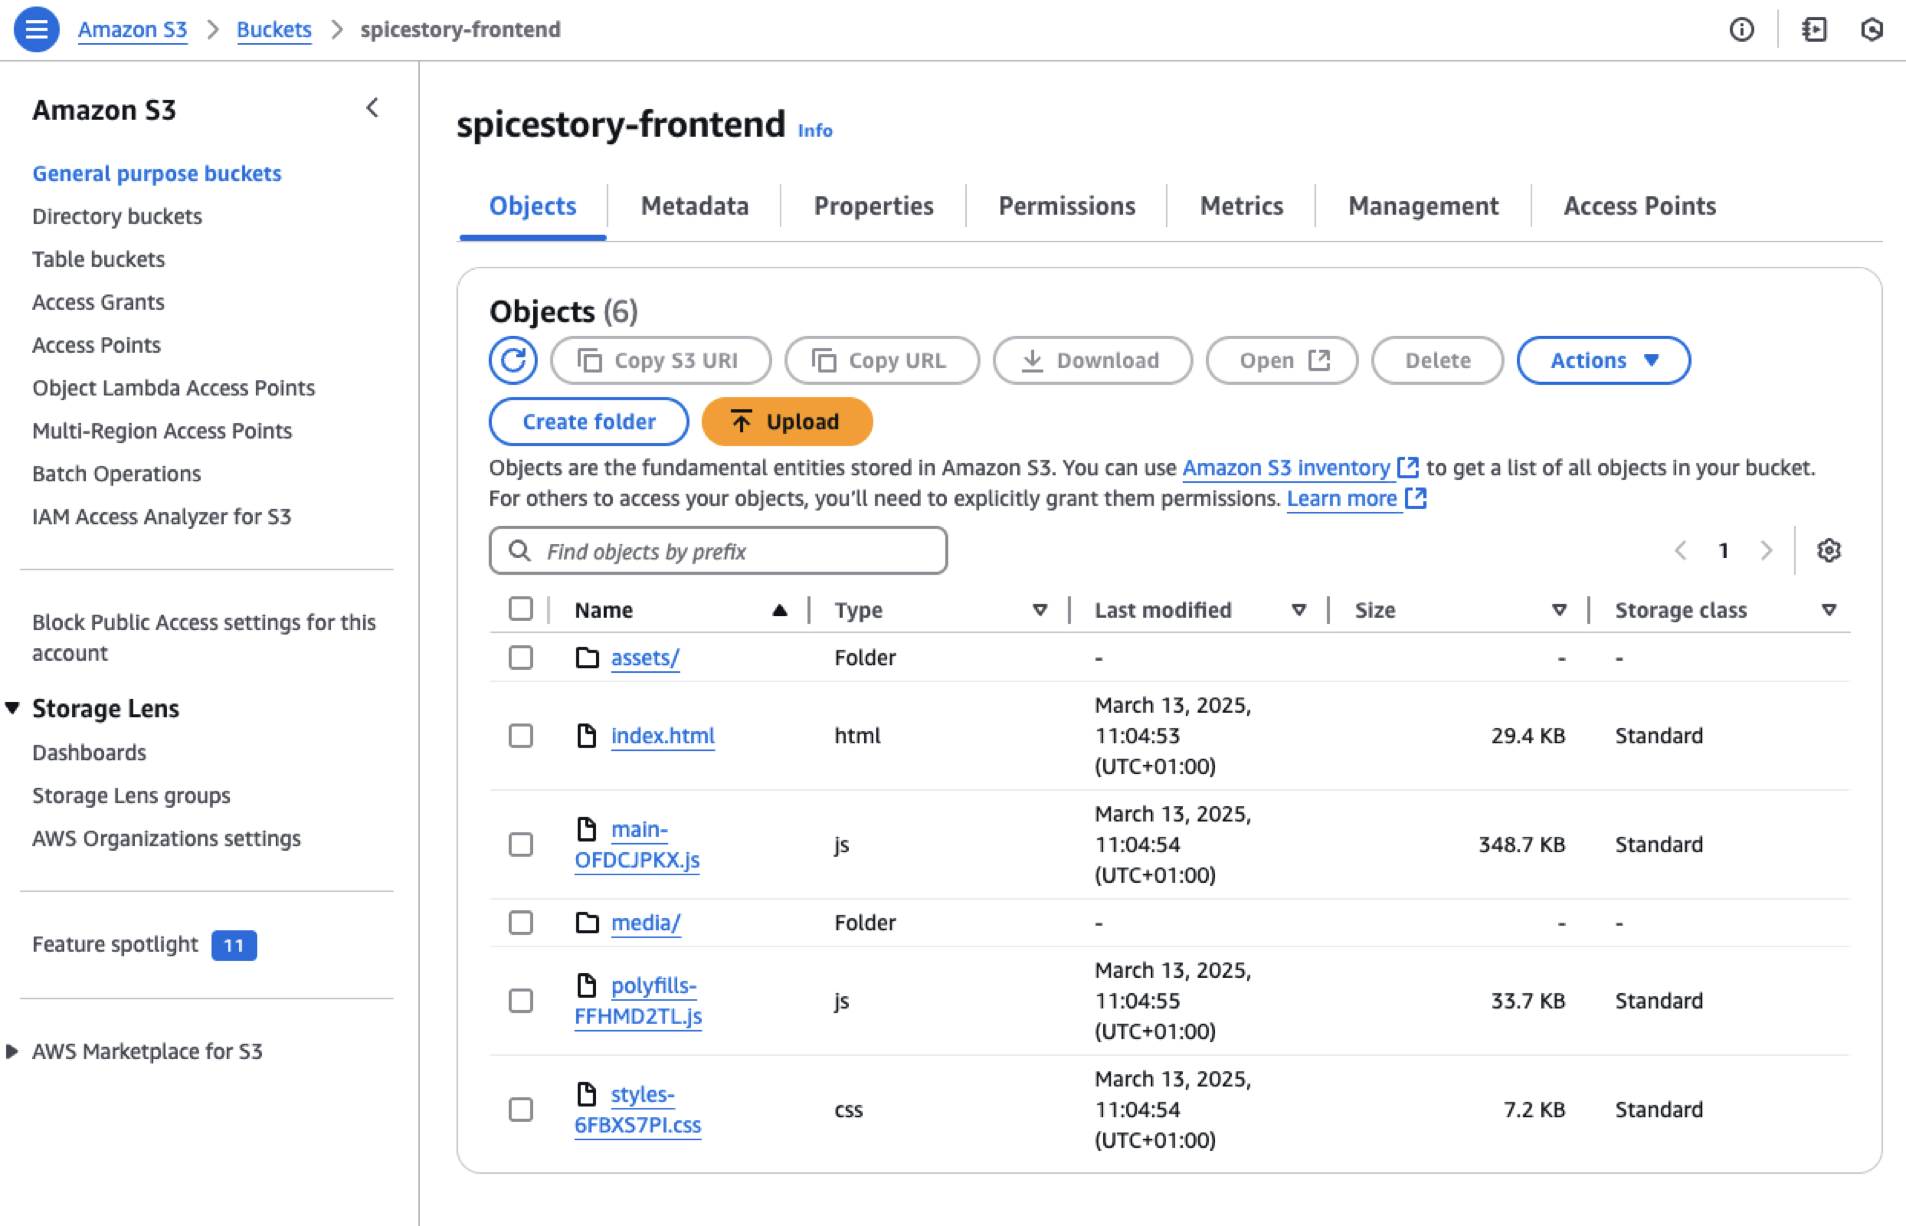 Amazon S3 > Buckets > spicestory-frontend
Amazon S3
General purpose buckets
Directory buckets
Table buckets
Access Grants
Access Points
Object Lambda Access Points
Multi-Region Access Points
Batch Operations
IAM Access Analyzer for S3
Block Public Access settings for this
account
Storage Lens
Dashboards
Storage Lens groups
AWS Organizations settings
Feature spotlight 11
AWS Marketplace for S3
spicestory-frontend Info
Objects Metadata Properties Permissions Metrics Management Access Points
Objects (6)
Copy S3 URI Copy URL Download Open Delete Actions
Create folder Upload
Objects are the fundamental entities stored in Amazon S3. You can use Amazon S3 inventory to get a list of all objects in your bucket.
For others to access your objects, you'll need to explicitly grant them permissions. Learn more
Find objects by prefix
1
Name Type Last modified Size Storage class
assets/ Folder - - -
March 13, 2025,
index.html html 11:04:53 29.4 KB Standard
(UTC+01:00)
March 13, 2025,
main-
OFDCJPKX.js js 11:04:54 348.7 KB Standard
(UTC+01:00)
media/ Folder - - -
March 13, 2025,
polyfills-
FFHMD2TL.js js 11:04:55 33.7 KB Standard
(UTC+01:00)
March 13, 2025,
styles-
6FBXS7PI.css css 11:04:54 7.2 KB Standard
(UTC+01:00)